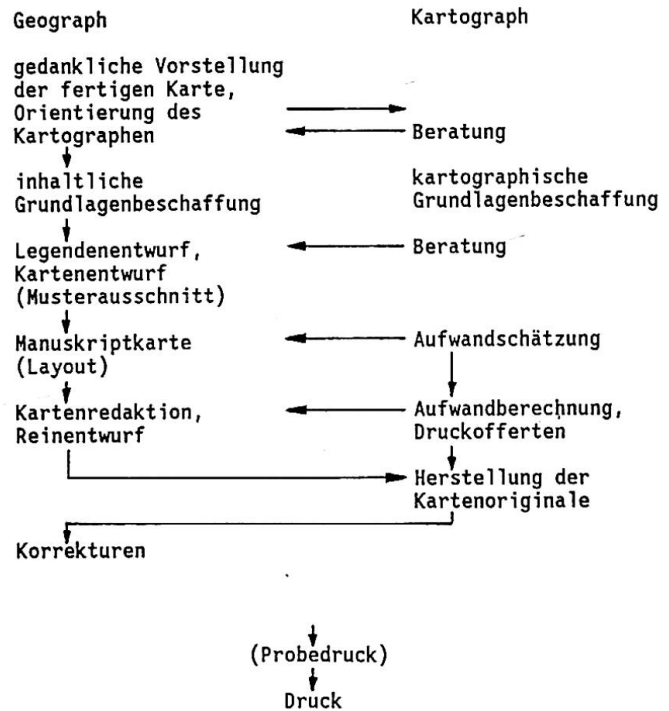 Geograph
Kartograph
gedankliche Vorstellung
der fertigen Karte,
Orientierung des
Kartographen
Beratung
inhaltliche
Grundlagenbeschaffung
kartographische
Grundlagenbeschaffung
Legendenentwurf,
Kartenentwurf
(Musterausschnitt)
Beratung
Manuskriptkarte
(Layout)
Aufwandschätzung
Kartenredaktion,
Reinentwurf
Aufwandberechnung,
Druckofferten
Herstellung der
Kartenoriginale
Korrekturen
(Probedruck)
Druck